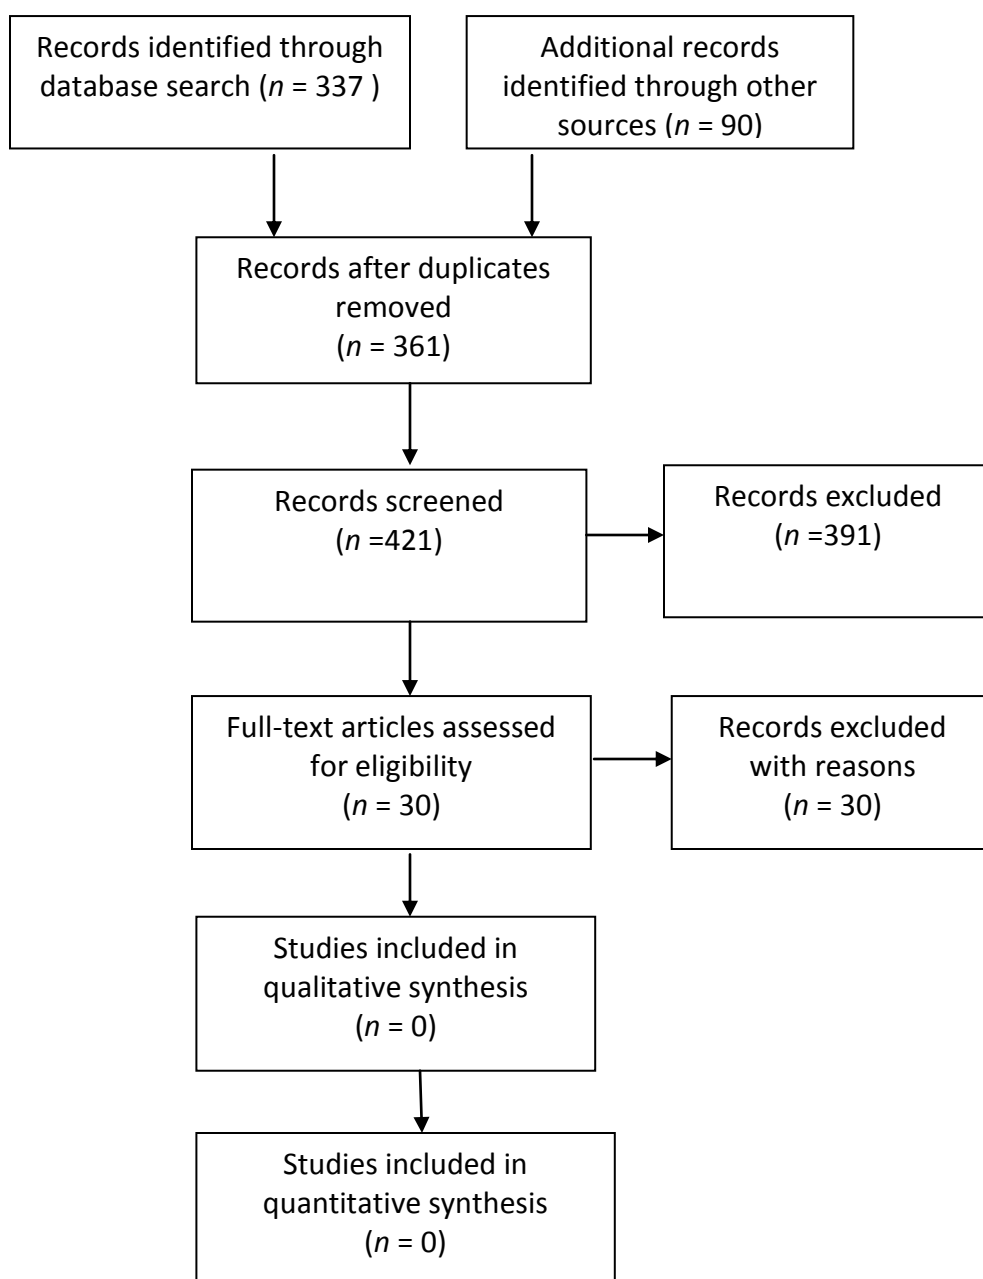 Records identified through
database search (n = 337 )
Additional records
identified through other
sources (n = 90)
Records after duplicates
removed
(n = 361)
Records screened
(n =421)
Records excluded
(n =391)
Full-text articles assessed
for eligibility
(n = 30)
Records excluded
with reasons
(n = 30)
Studies included in
qualitative synthesis
(n = 0)
Studies included in
quantitative synthesis
(n = 0)